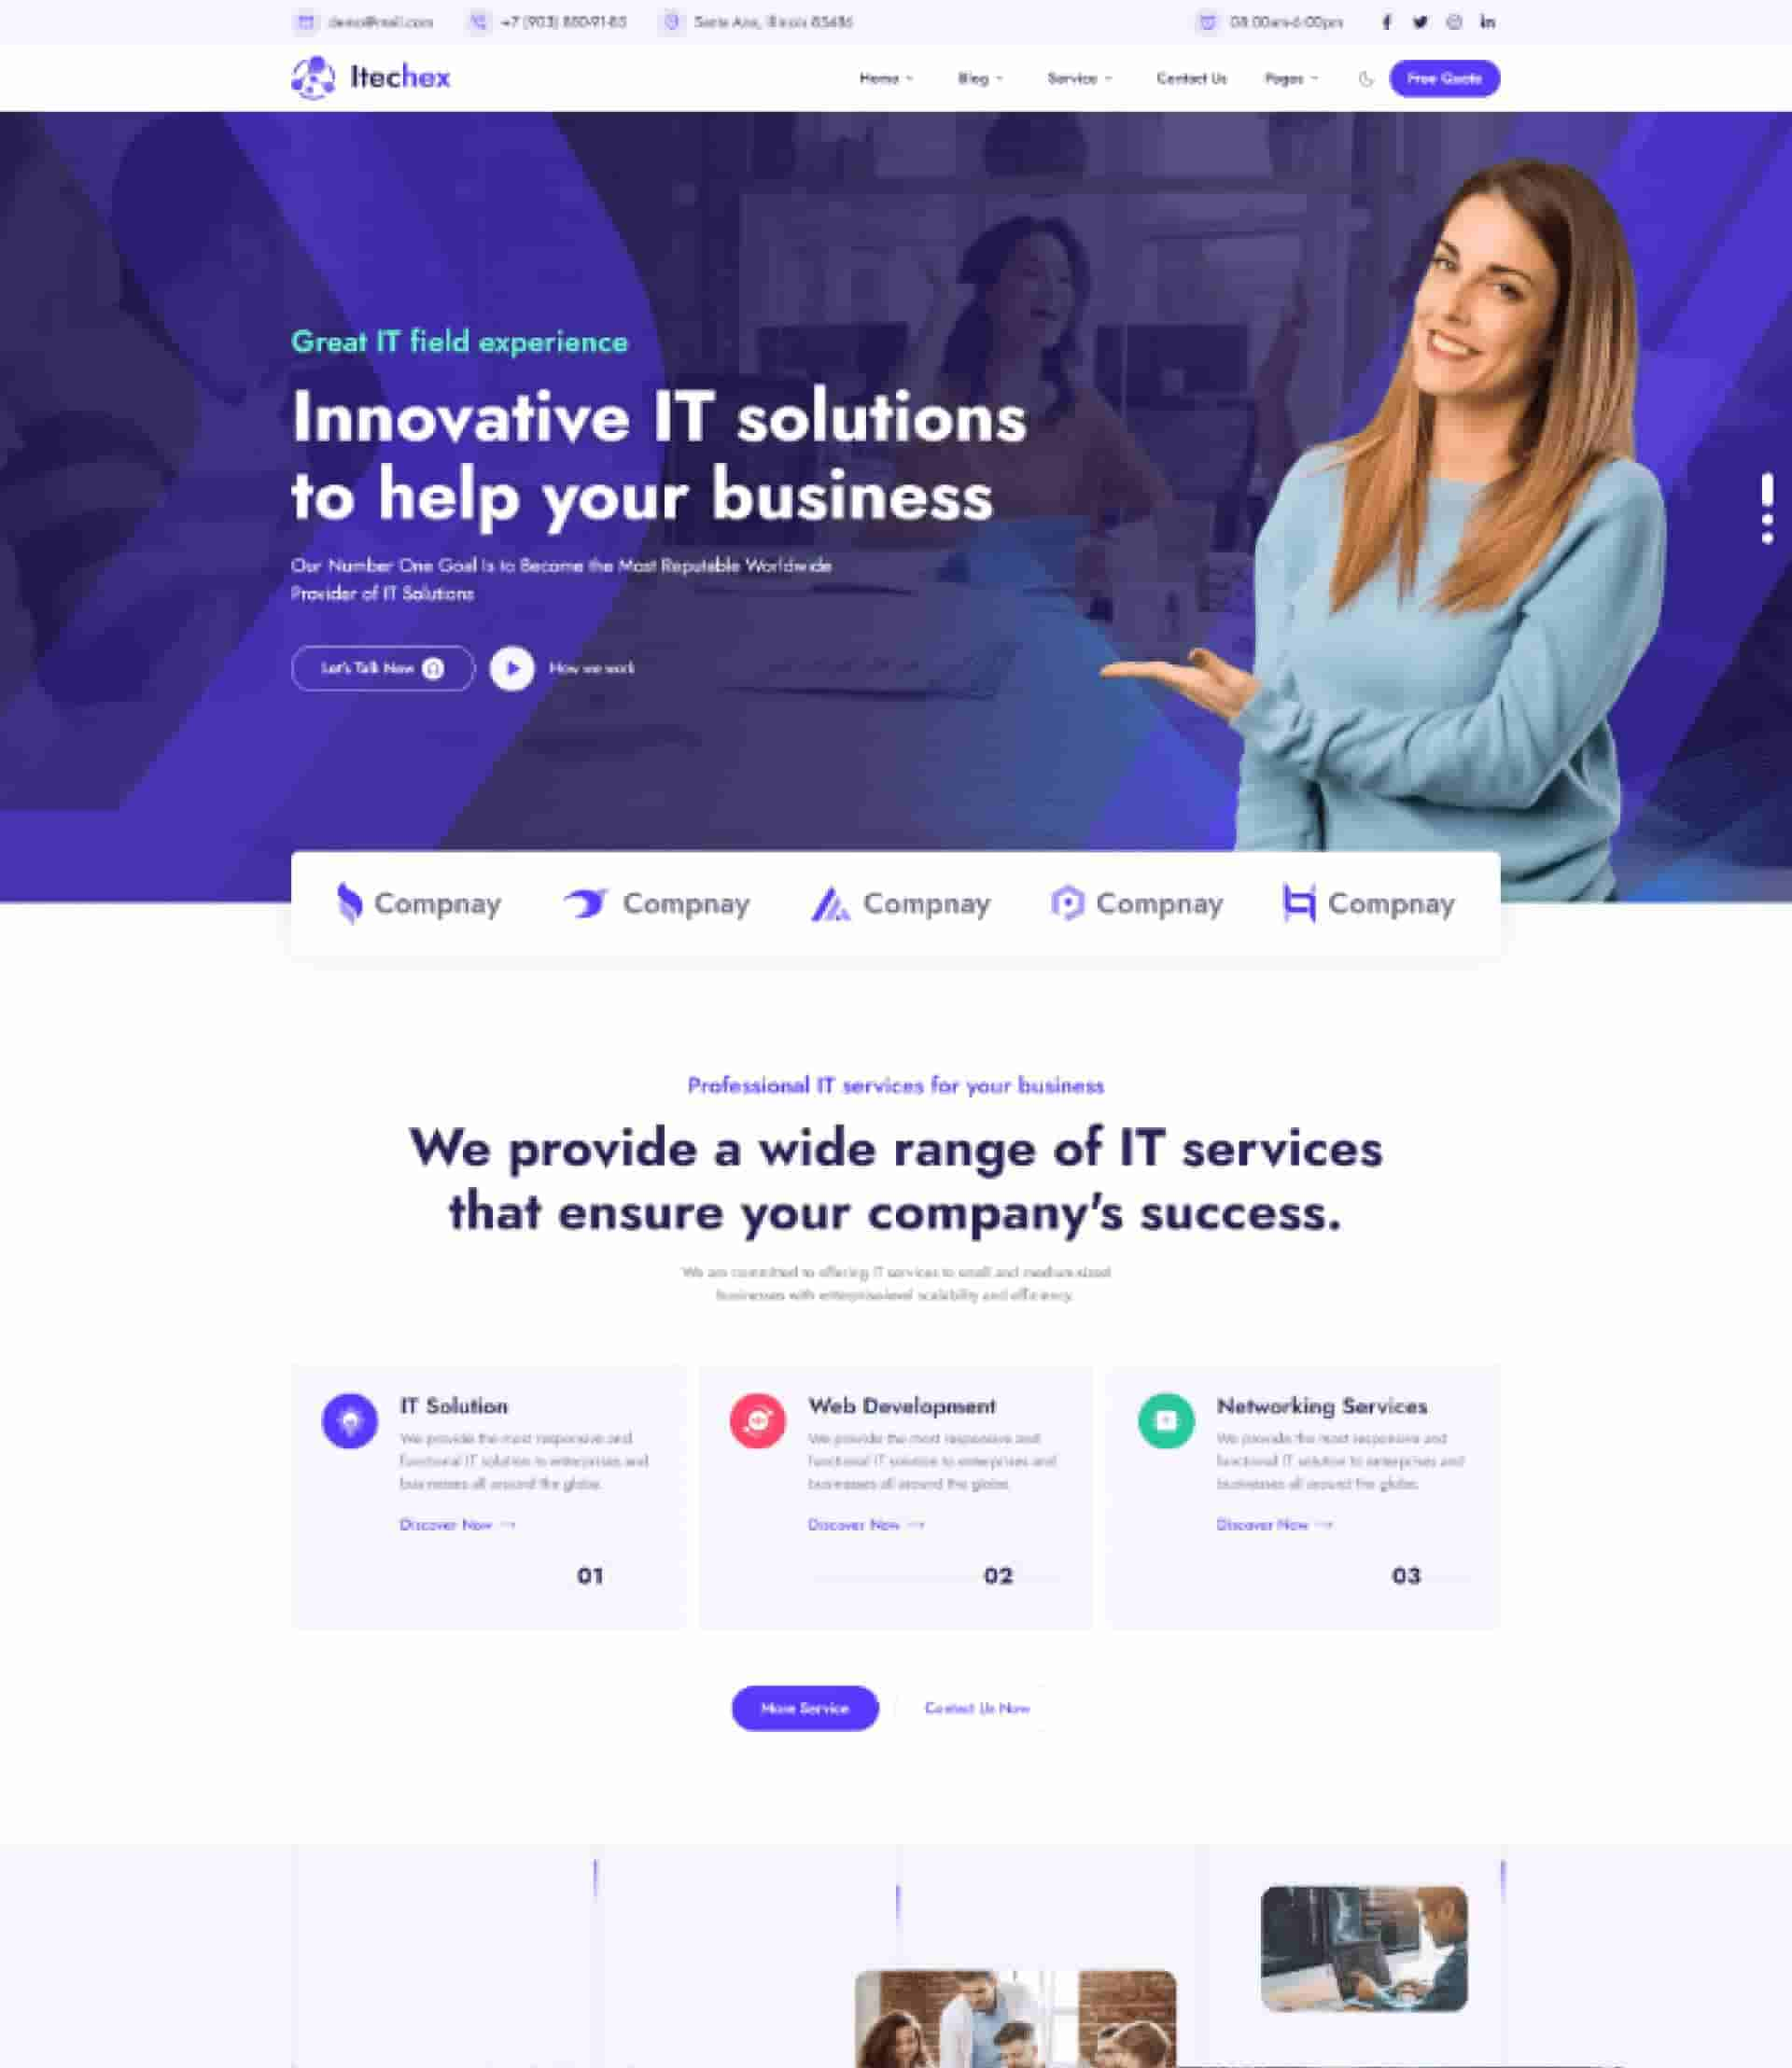 demo@mail.com +7 (903) 880-91-85 Santa Ana, Illinois 85486 08:00am-6:00pm
Itechex
Home Blog Service Contact Us Pages Free Quote
Great IT field experience
Innovative IT solutions
to help your business
Our Number One Goal Is to Become the Most Reputable Worldwide
Provider of IT Solutions
Let's Talk Now How we work
Compnay Compnay Compnay Compnay Compnay
Professional IT services for your business
We provide a wide range of IT services
that ensure your company's success.
We are committed to offering IT services to small and medium-sized
businesses with enterprise-level scalability and efficiency.
IT Solution
We provide the most responsive and
functional IT solution to enterprises and
businesses all around the globe.
Discover Now
01
Web Development
We provide the most responsive and
functional IT solution to enterprises and
businesses all around the globe.
Discover Now
02
Networking Services
We provide the most responsive and
functional IT solution to enterprises and
businesses all around the globe.
Discover Now
03
More Service Contact Us Now